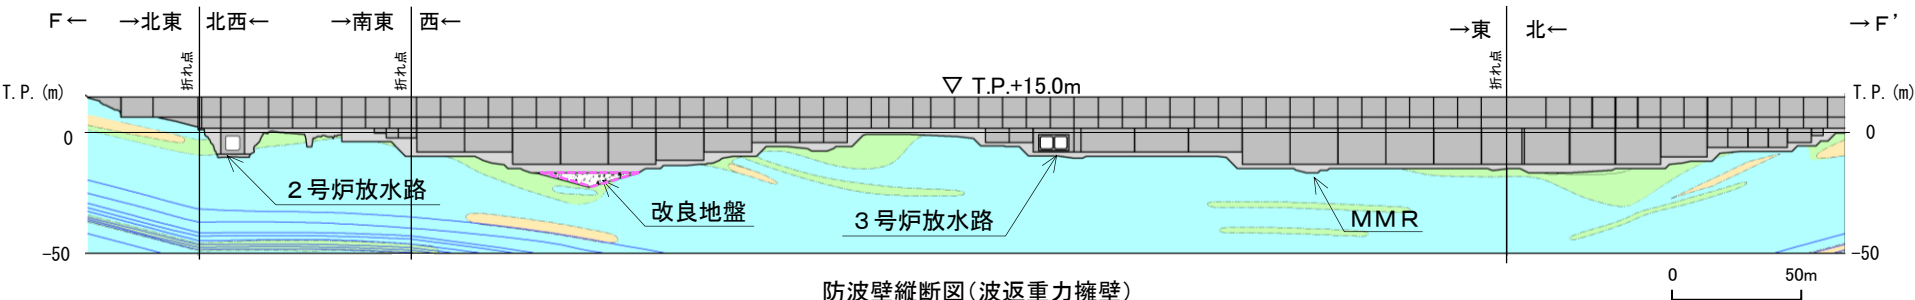 F← →北東 北西← →南東 西← →東 北← →F'
折れ点 折れ点 折れ点
T.P.(m) ▽ T.P.+15.0m T.P.(m)
0 0
2号炉放水路 改良地盤 3号炉放水路 MMR
-50 -50
防波壁縦断図(波返重力擁壁)
0 50m